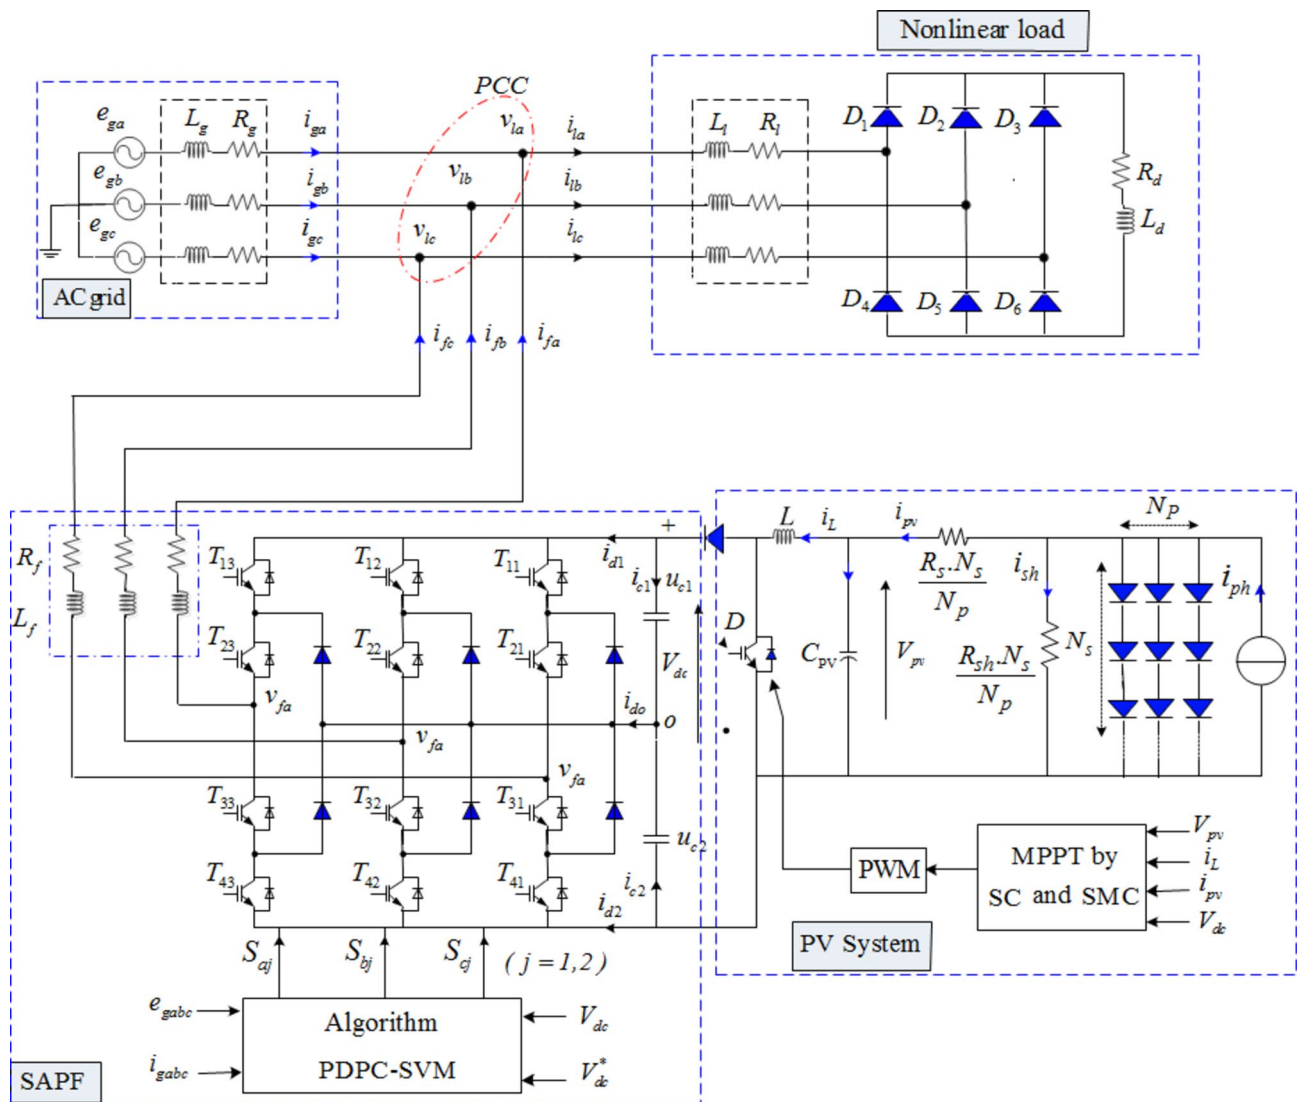 Nonlinear load
PCC
e_ga
L_g
R_g
i_ga
v_la
i_la
L_l
R_l
D_1
D_2
D_3
R_d
e_gb
i_gb
v_lb
i_lb
L_d
e_gc
i_gc
v_lc
i_lc
AC grid
D_4
D_5
D_6
i_fc
i_fb
i_fa
R_f
L_f
T_13
T_12
T_11
i_d1
+
i_c1
u_c1
L
i_L
i_pv
R_s.N_s
N_p
i_sh
N_P
i_ph
T_23
T_22
T_21
V_dc
D
C_PV
V_pv
R_sh.N_s
N_p
N_s
v_fa
i_do
o
v_fa
v_fa
T_33
T_32
T_31
u_c2
T_43
T_42
T_41
i_c2
i_d2
PWM
MPPT by
SC and SMC
V_pv
i_L
i_pv
V_dc
PV System
S_aj
S_bj
S_cj
( j = 1,2 )
e_gabc
i_gabc
Algorithm
PDPC-SVM
V_dc
V*_dc
SAPF